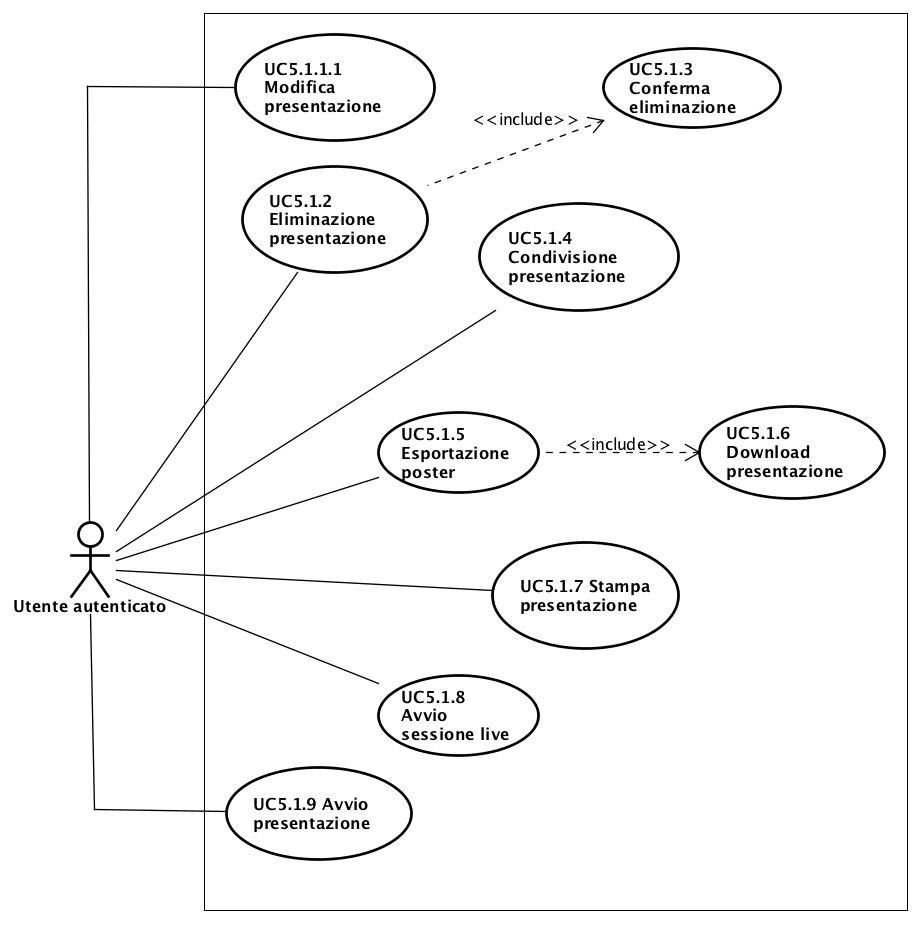 UC5.1.1.1
Modifica
presentazione
UC5.1.3
Conferma
eliminazione
<<include>>
UC5.1.2
Eliminazione
presentazione
UC5.1.4
Condivisione
presentazione
UC5.1.5
Esportazione
poster
<<include>>
UC5.1.6
Download
presentazione
Utente autenticato
UC5.1.7 Stampa
presentazione
UC5.1.8
Avvio
sessione live
UC5.1.9 Avvio
presentazione